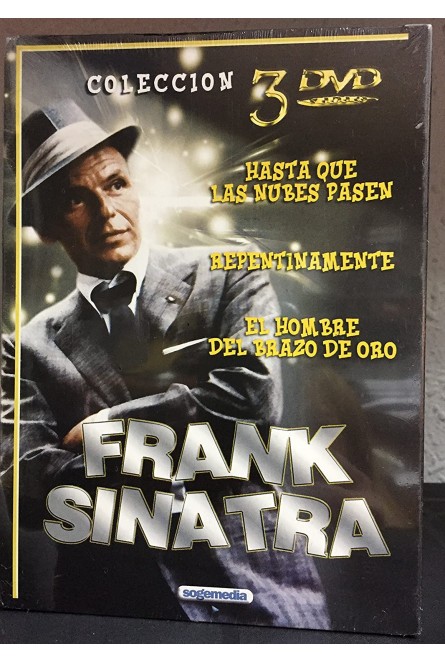 COLECCION 3 DVD
HASTA QUE
LAS NUBES PASEN
REPENTINAMENTE
EL HOMBRE
DEL BRAZO DE ORO
FRANK
SINATRA
sogemedia